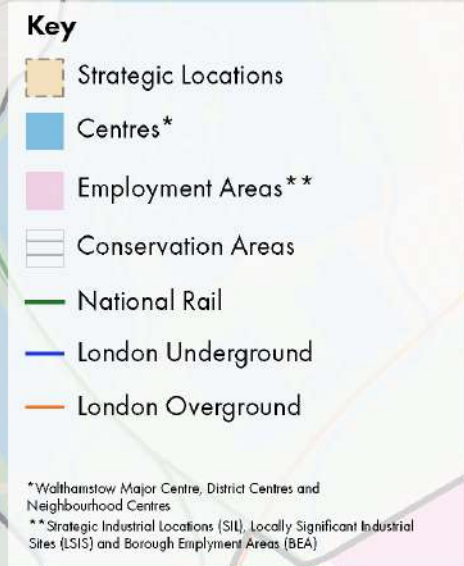 Key
Strategic Locations
Centres*
Employment Areas**
Conservation Areas
National Rail
London Underground
London Overground
*Walthamstow Major Centre, District Centres and
Neighbourhood Centres
**Strategic Industrial Locations (SIL), Locally Significant Industrial
Sites (LSIS) and Borough Emplyment Areas (BEA)